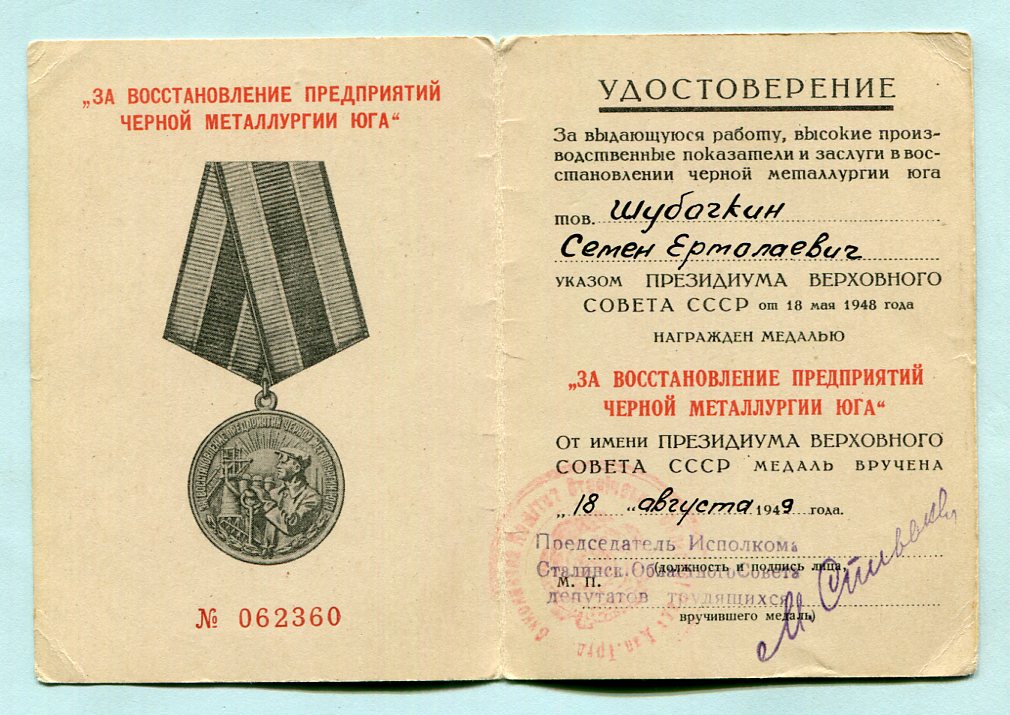 „ЗА ВОССТАНОВЛЕНИЕ ПРЕДПРИЯТИЙ
ЧЕРНОЙ МЕТАЛЛУРГИИ ЮГА“
№ 062360
УДОСТОВЕРЕНИЕ
За выдающуюся работу, высокие произ-
водственные показатели и заслуги в вос-
становлении черной металлургии юга
тов. Шубачкин
Семен Ермолаевич
указом ПРЕЗИДИУМА ВЕРХОВНОГО
СОВЕТА СССР от 18 мая 1948 года
НАГРАЖДЕН МЕДАЛЬЮ
„ЗА ВОССТАНОВЛЕНИЕ ПРЕДПРИЯТИЙ
ЧЕРНОЙ МЕТАЛЛУРГИИ ЮГА“
От имени ПРЕЗИДИУМА ВЕРХОВНОГО
СОВЕТА СССР МЕДАЛЬ ВРУЧЕНА
„18“ августа 1949 года.
Председатель Исполкома
(должность и подпись лица,
Сталинск. Областного Совета
М. П.
депутатов трудящихся
вручившего медаль)